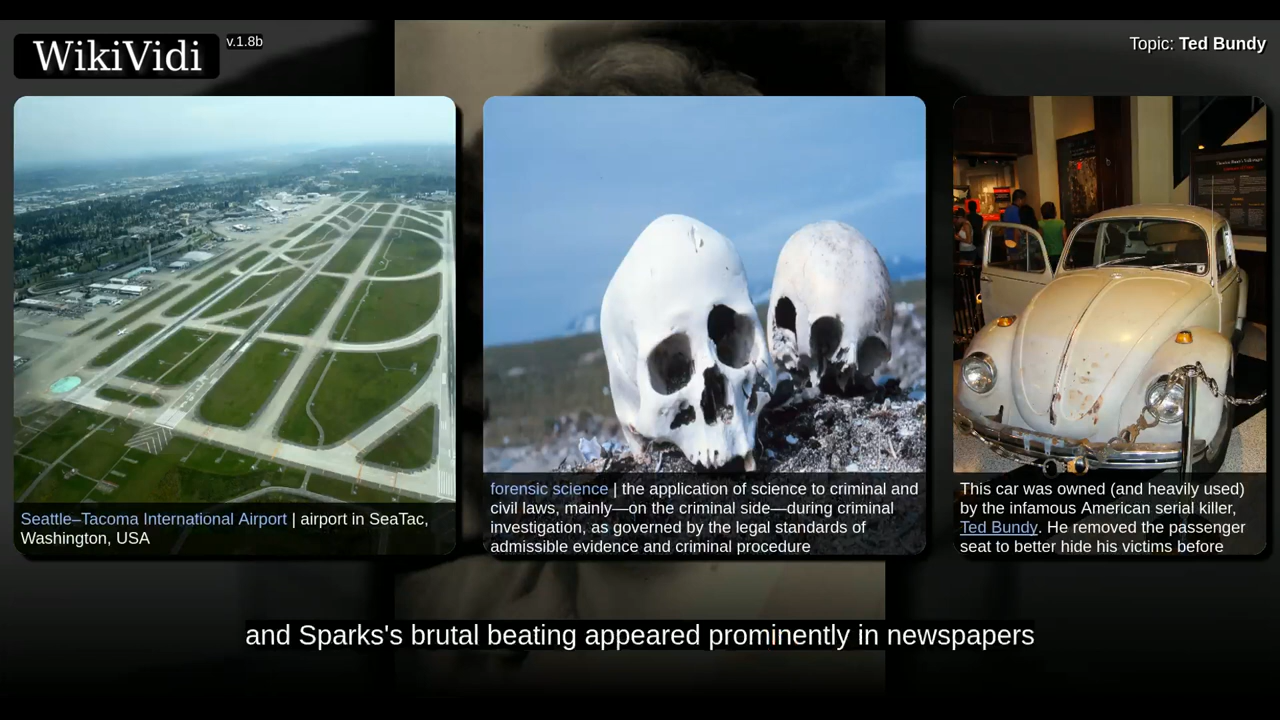 WikiVidi
v.1.8b
Topic: Ted Bundy
Seattle–Tacoma International Airport | airport in SeaTac,
Washington, USA
forensic science | the application of science to criminal and
civil laws, mainly—on the criminal side—during criminal
investigation, as governed by the legal standards of
admissible evidence and criminal procedure
This car was owned (and heavily used)
by the infamous American serial killer,
Ted Bundy. He removed the passenger
seat to better hide his victims before
and Sparks's brutal beating appeared prominently in newspapers